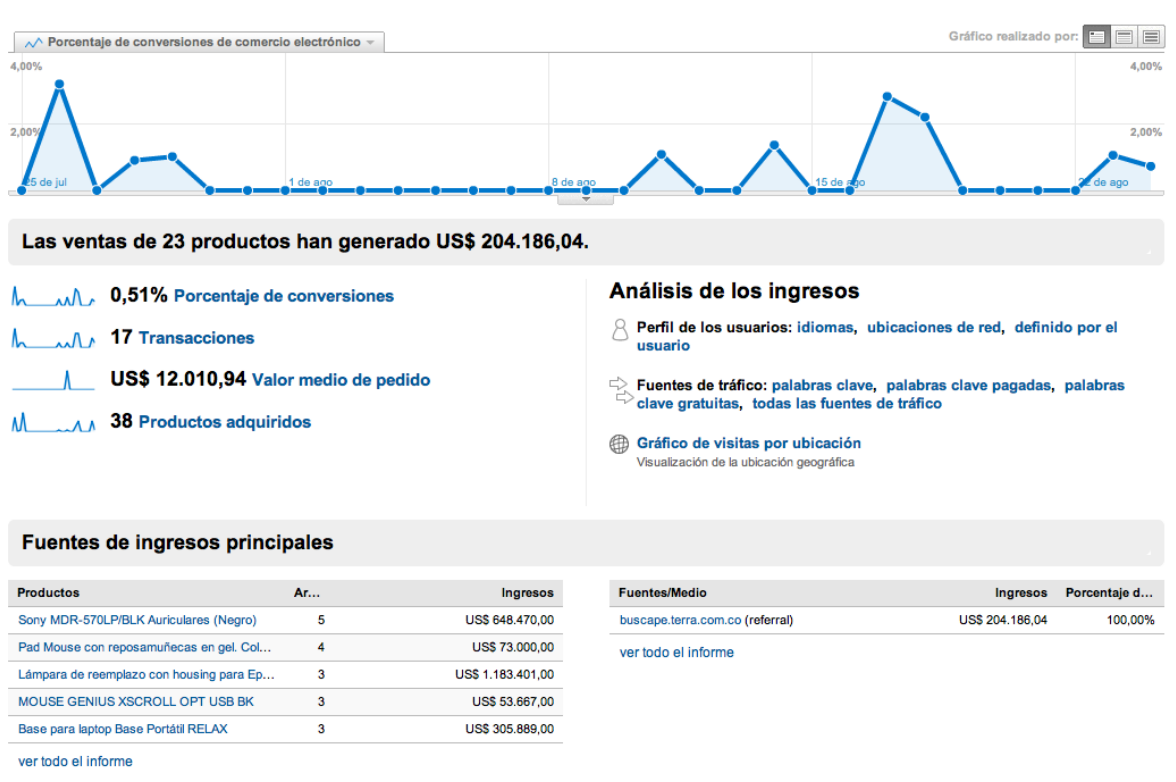 Porcentaje de conversiones de comercio electrónico
Gráfico realizado por:
4,00%
4,00%
2,00%
2,00%
25 de jul
1 de ago
8 de ago
15 de ago
22 de ago
Las ventas de 23 productos han generado US$ 204.186,04.
0,51% Porcentaje de conversiones
17 Transacciones
US$ 12.010,94 Valor medio de pedido
38 Productos adquiridos
Análisis de los ingresos
Perfil de los usuarios: idiomas, ubicaciones de red, definido por el
usuario
Fuentes de tráfico: palabras clave, palabras clave pagadas, palabras
clave gratuitas, todas las fuentes de tráfico
Gráfico de visitas por ubicación
Visualización de la ubicación geográfica
Fuentes de ingresos principales
Productos Ar... Ingresos
Sony MDR-570LP/BLK Auriculares (Negro) 5 US$ 648.470,00
Pad Mouse con reposamuñecas en gel. Col... 4 US$ 73.000,00
Lámpara de reemplazo con housing para Ep... 3 US$ 1.183.401,00
MOUSE GENIUS XSCROLL OPT USB BK 3 US$ 53.667,00
Base para laptop Base Portátil RELAX 3 US$ 305.889,00
ver todo el informe
Fuentes/Medio Ingresos Porcentaje d...
buscape.terra.com.co (referral) US$ 204.186,04 100,00%
ver todo el informe